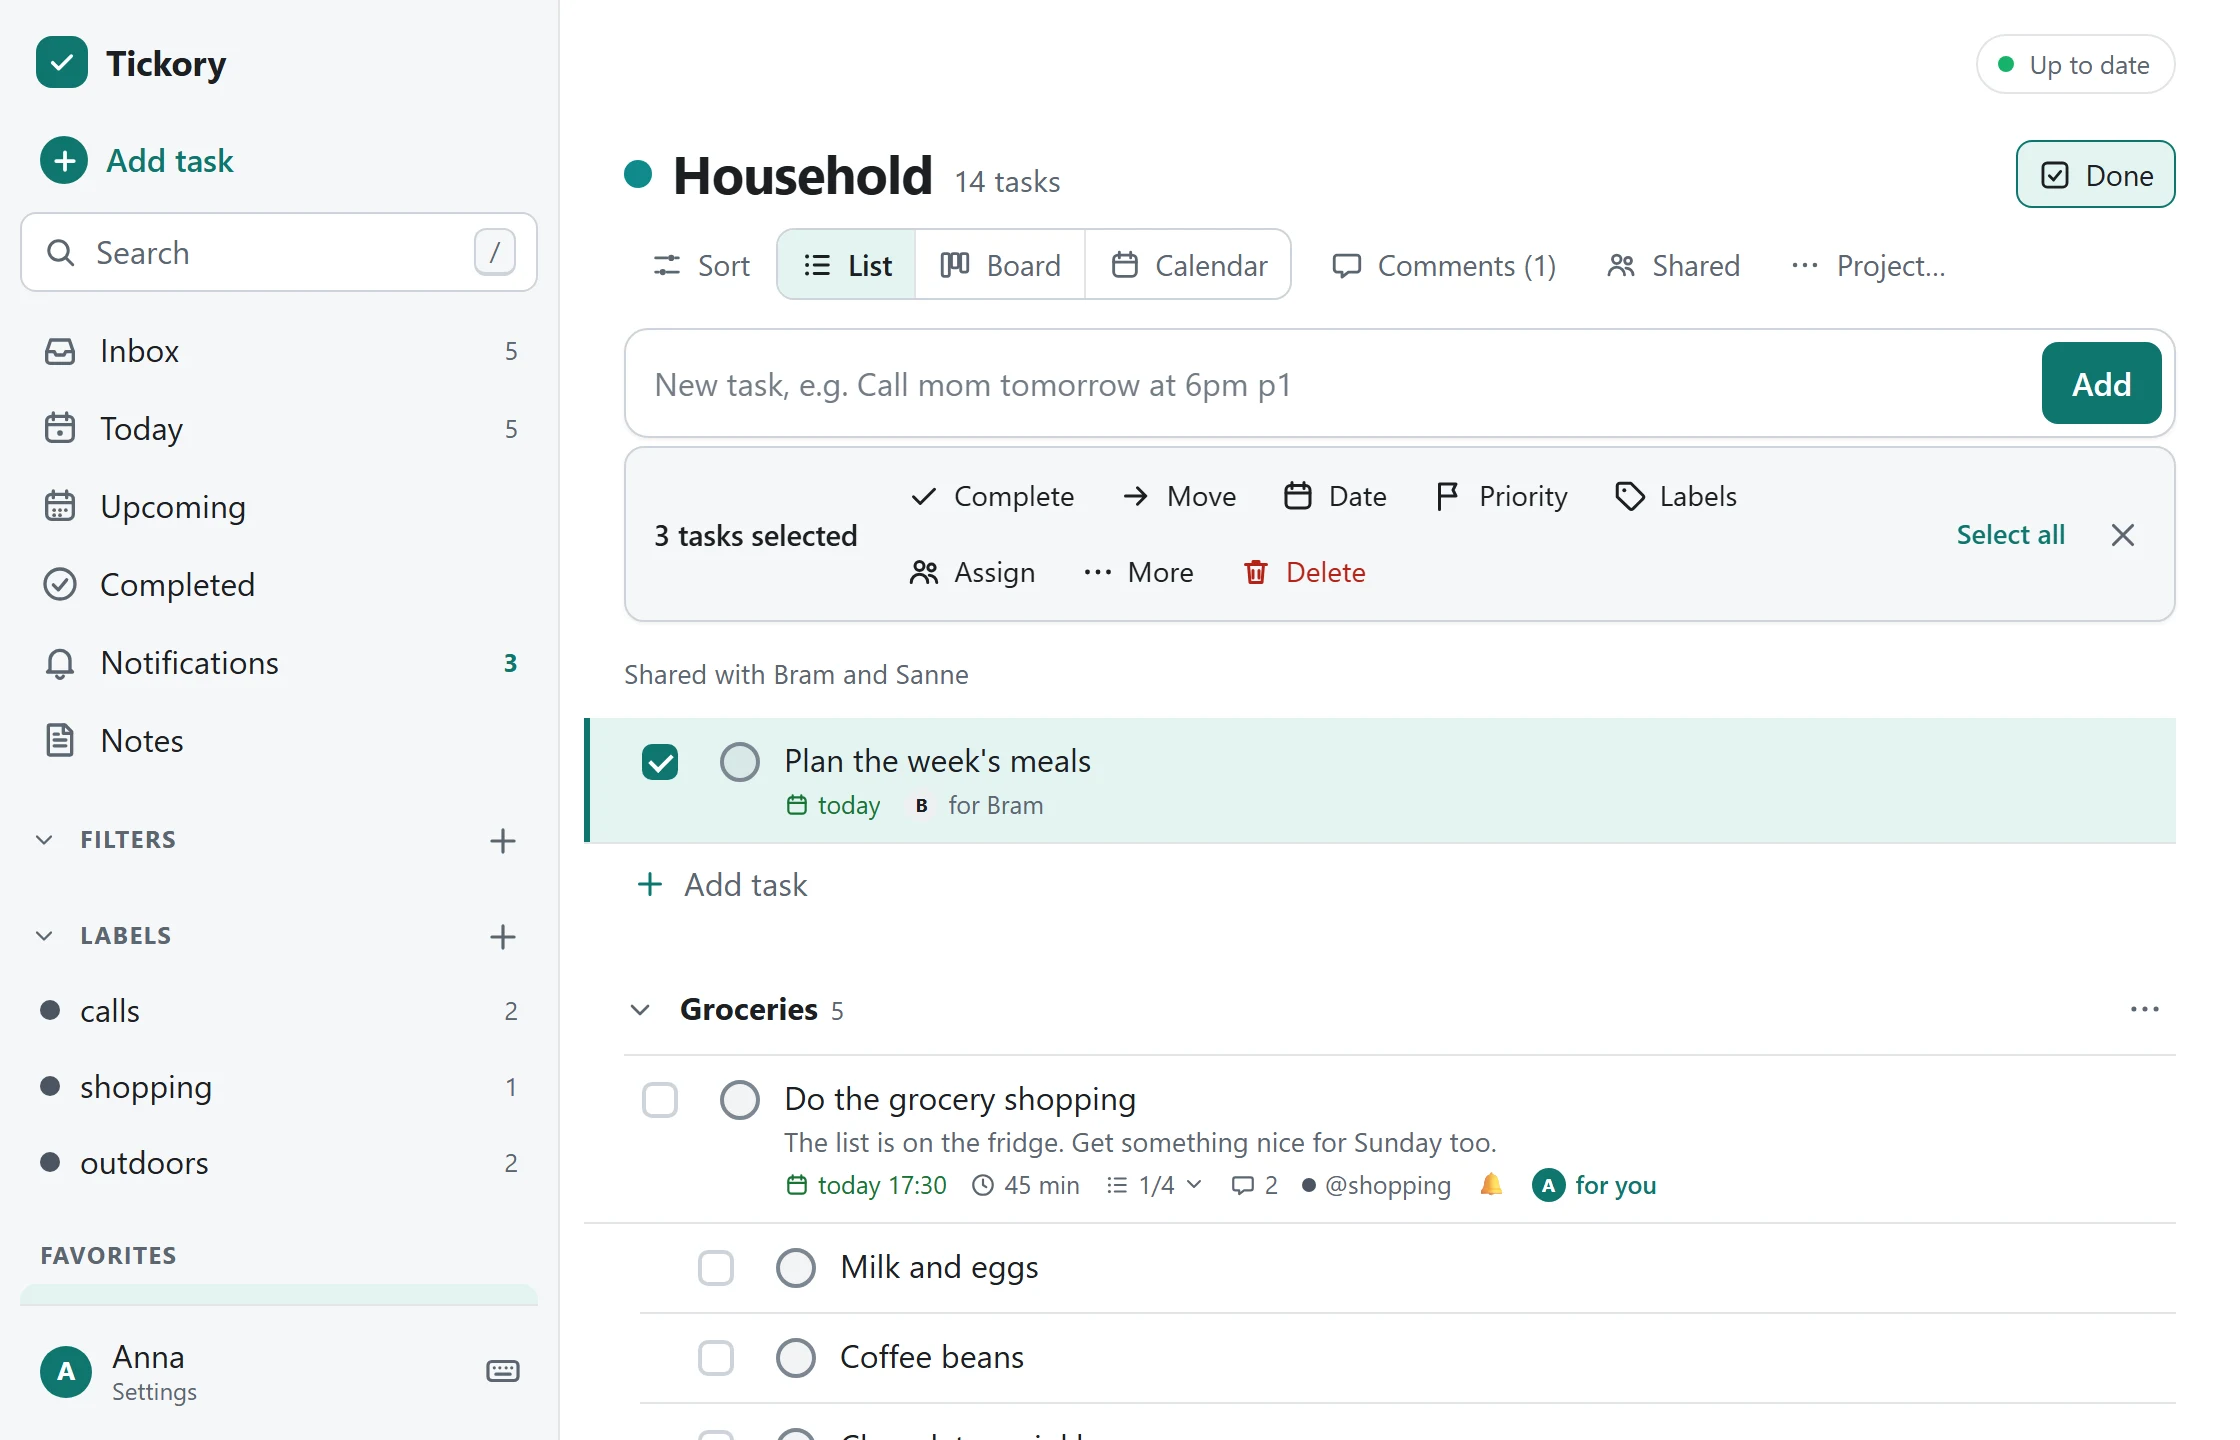 Tickory
Add task
Search /
Inbox 5
Today 5
Upcoming
Completed
Notifications 3
Notes
FILTERS
LABELS
calls 2
shopping 1
outdoors 2
FAVORITES
A Anna
Settings
Up to date
Household 14 tasks
Done
Sort List Board Calendar Comments (1) Shared Project...
New task, e.g. Call mom tomorrow at 6pm p1 Add
3 tasks selected
Complete Move Date Priority Labels
Assign More Delete
Select all
Shared with Bram and Sanne
Plan the week's meals
today B for Bram
Add task
Groceries 5
Do the grocery shopping
The list is on the fridge. Get something nice for Sunday too.
today 17:30 45 min 1/4 2 @shopping A for you
Milk and eggs
Coffee beans